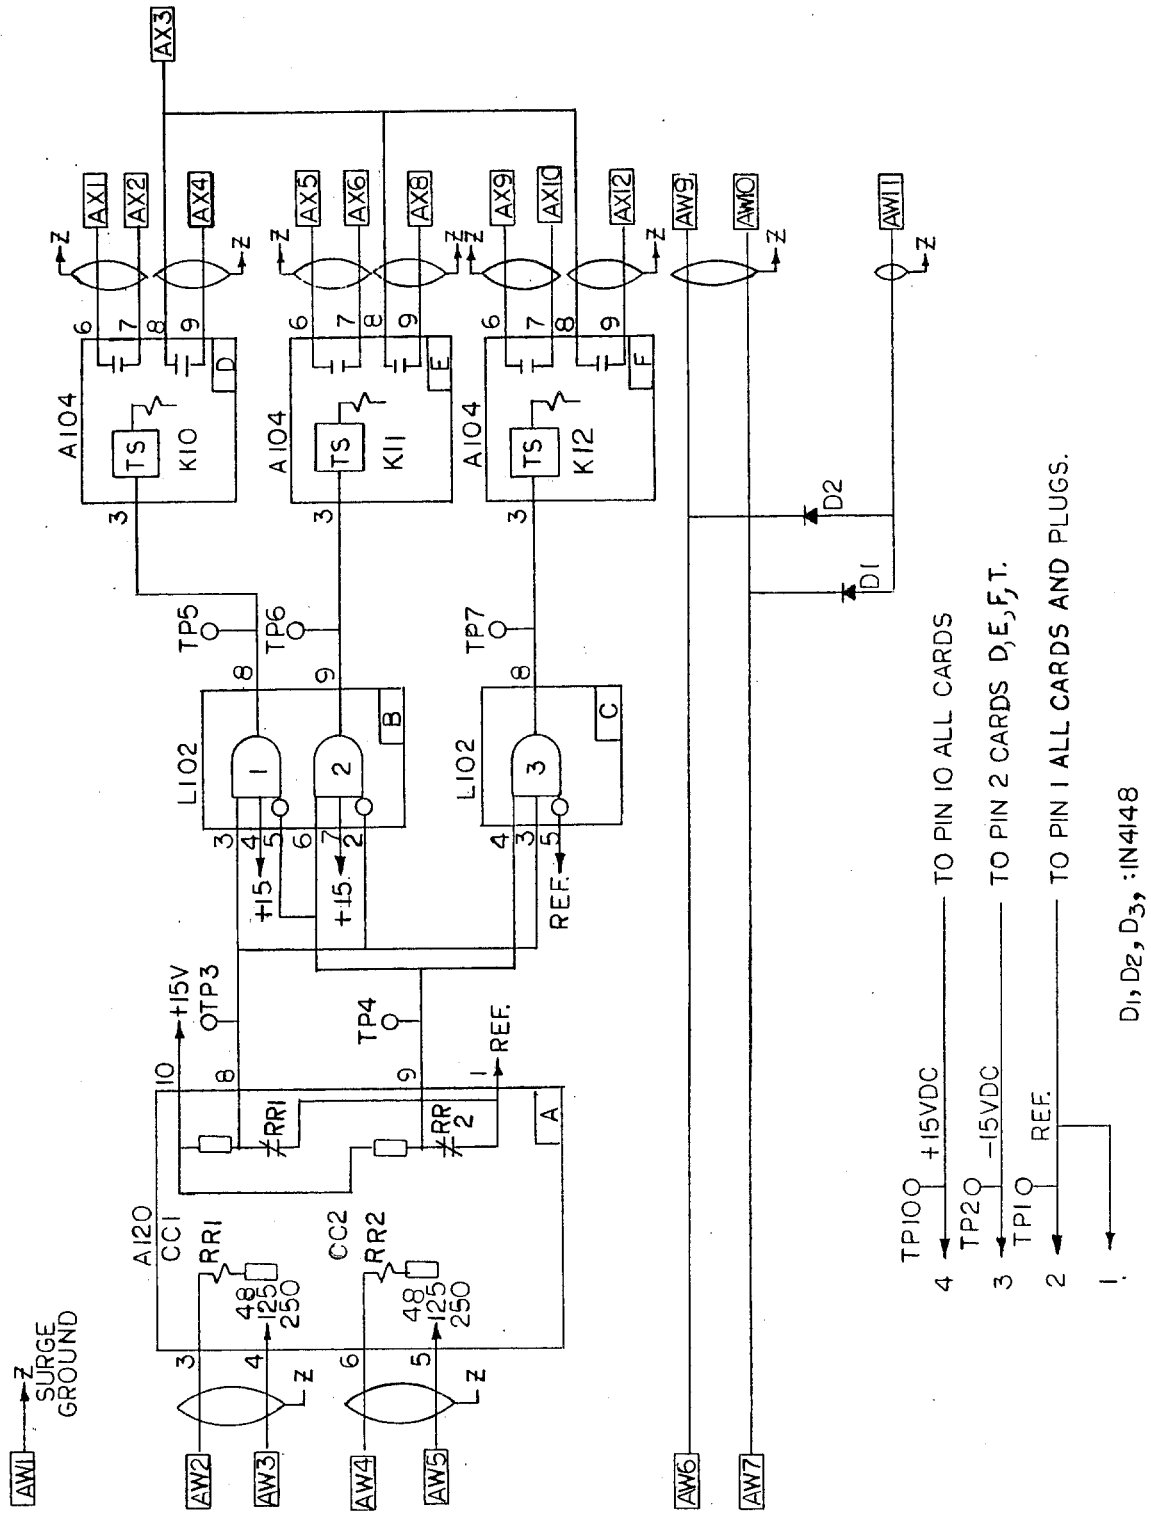 AW1
Z
SURGE
GROUND
AW2
AW3
Z
3
4
AW4
AW5
Z
6
5
A120
CC1
RR1
48
125
250
CC2
RR2
48
125
250
RR1
RR
2
A
10
+15V
8
TP3
9
TP4
1
REF.
L102
3
4
5
+15
1
6
7
2
+15.
2
B
8
TP5
9
TP6
L102
4
3
5
REF.
3
C
8
TP7
A104
3
TS
K10
D
6
7
8
9
Z
Z
AX1
AX2
AX4
AX3
A104
3
TS
K11
E
6
7
8
9
Z
Z
AX5
AX6
AX8
A104
3
TS
K12
F
6
7
8
9
Z
Z
AX9
AX10
AX12
AW6
AW7
D2
D1
Z
Z
AW9
AW10
AW11
4
TP10
+15VDC
TO PIN 10 ALL CARDS
3
TP2
-15VDC
TO PIN 2 CARDS D,E,F,T.
2
TP1
REF.
TO PIN 1 ALL CARDS AND PLUGS.
1.
D1, D2, D3, :IN4148